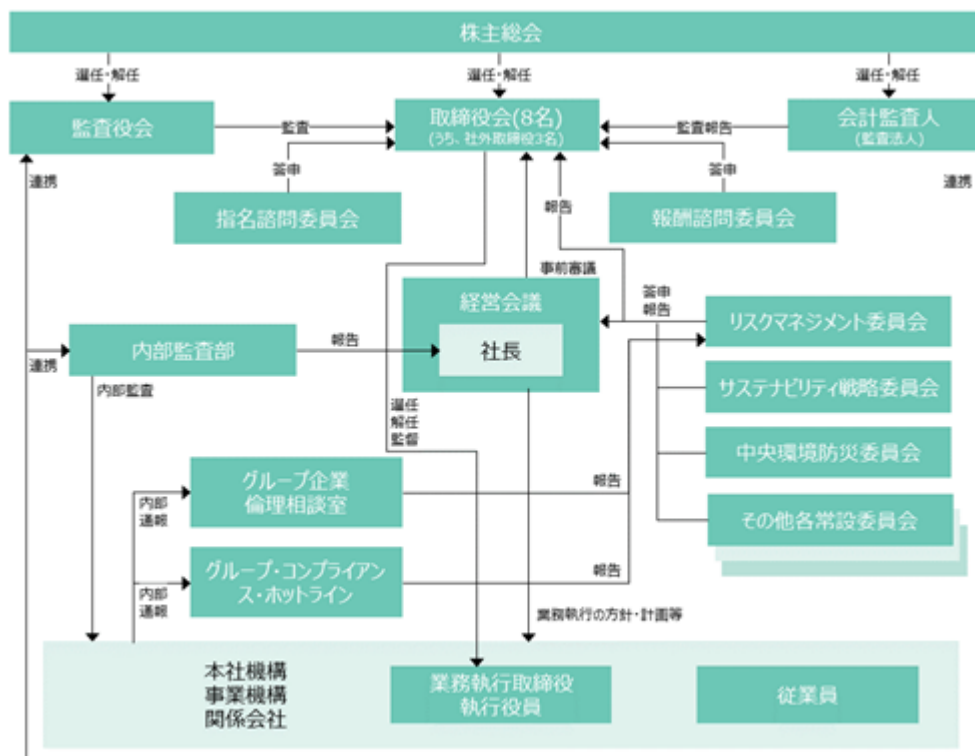 株主総会
選任・解任
選任・解任
選任・解任
監査役会
監査
取締役会(8名)
(うち、社外取締役3名)
監査報告
会計監査人
(監査法人)
連携
答申
答申
連携
指名諮問委員会
報告
報酬諮問委員会
事前審議
経営会議
社長
答申
報告
リスクマネジメント委員会
内部監査部
報告
連携
内部監査
サステナビリティ戦略委員会
選任
解任
監督
中央環境防災委員会
グループ企業
倫理相談室
内部
通報
報告
その他各常設委員会
グループ・コンプライアン
ス・ホットライン
内部
通報
報告
業務執行の方針・計画等
本社機構
事業機構
関係会社
業務執行取締役
執行役員
従業員